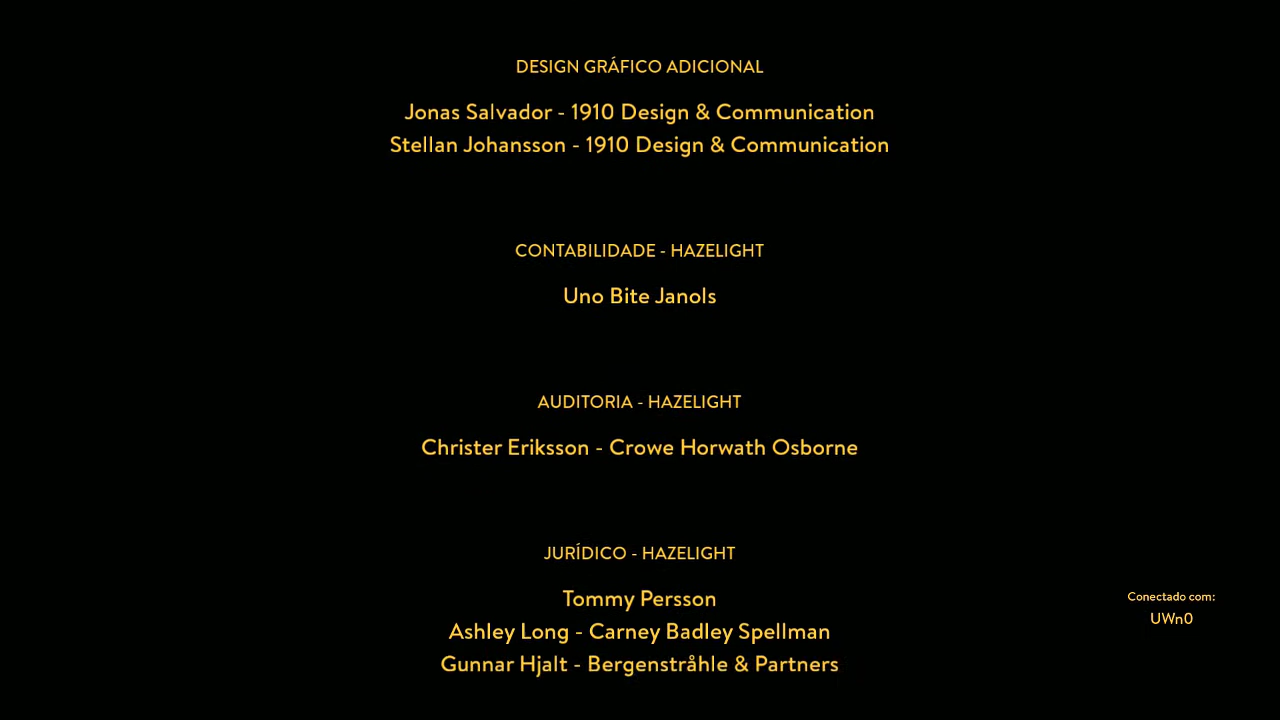 DESIGN GRÁFICO ADICIONAL
Jonas Salvador - 1910 Design & Communication
Stellan Johansson - 1910 Design & Communication
CONTABILIDADE - HAZELIGHT
Uno Bite Janols
AUDITORIA - HAZELIGHT
Christer Eriksson - Crowe Horwath Osborne
JURÍDICO - HAZELIGHT
Tommy Persson
Ashley Long - Carney Badley Spellman
Gunnar Hjalt - Bergenstråhle & Partners
Conectado com:
UWn0